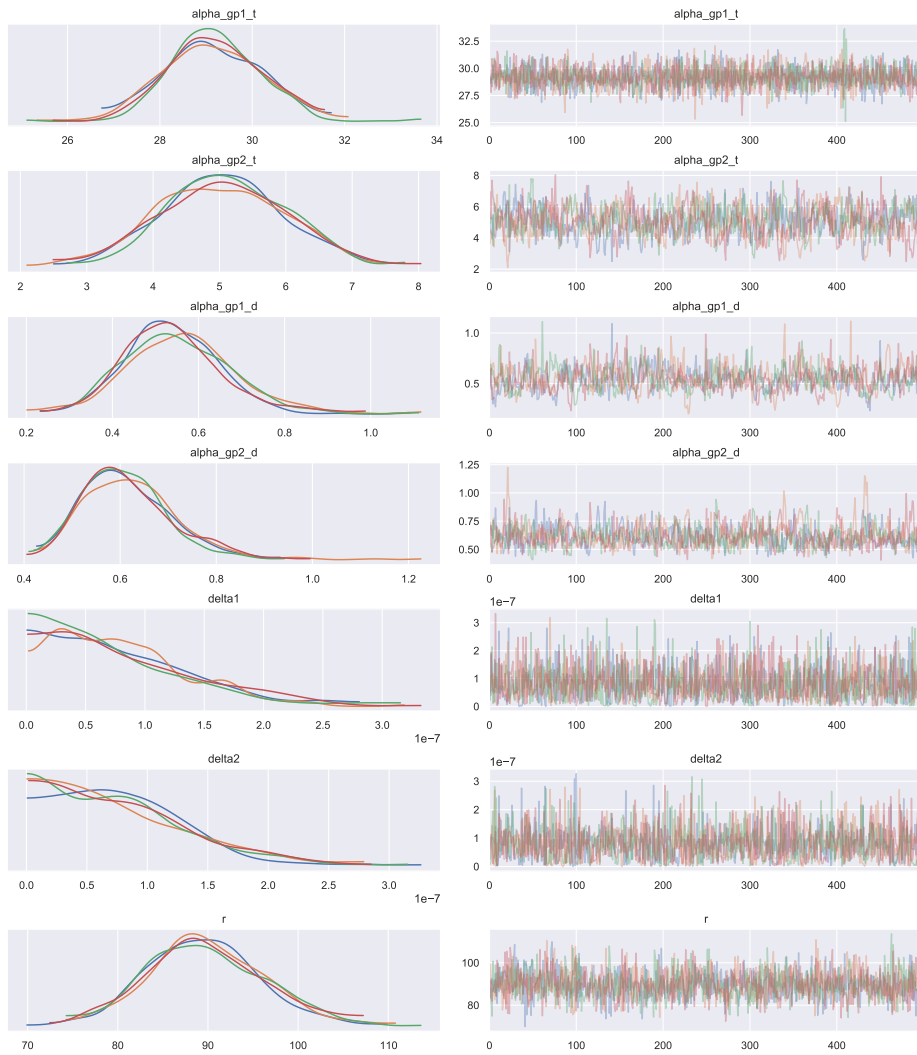 alpha_gp1_t alpha_gp1_t
32.5
30.0
27.5
25.0
26 28 30 32 34 0 100 200 300 400
alpha_gp2_t alpha_gp2_t
8
6
4
2
2 3 4 5 6 7 8 0 100 200 300 400
alpha_gp1_d alpha_gp1_d
1.0
0.5
0.2 0.4 0.6 0.8 1.0 0 100 200 300 400
alpha_gp2_d alpha_gp2_d
1.25
1.00
0.75
0.50
0.4 0.6 0.8 1.0 1.2 0 100 200 300 400
delta1 1e−7 delta1
3
2
1
0
0.0 0.5 1.0 1.5 2.0 2.5 3.0 0 100 200 300 400
1e−7
delta2 1e−7 delta2
3
2
1
0
0.0 0.5 1.0 1.5 2.0 2.5 3.0 0 100 200 300 400
1e−7
r r
100
80
70 80 90 100 110 0 100 200 300 400